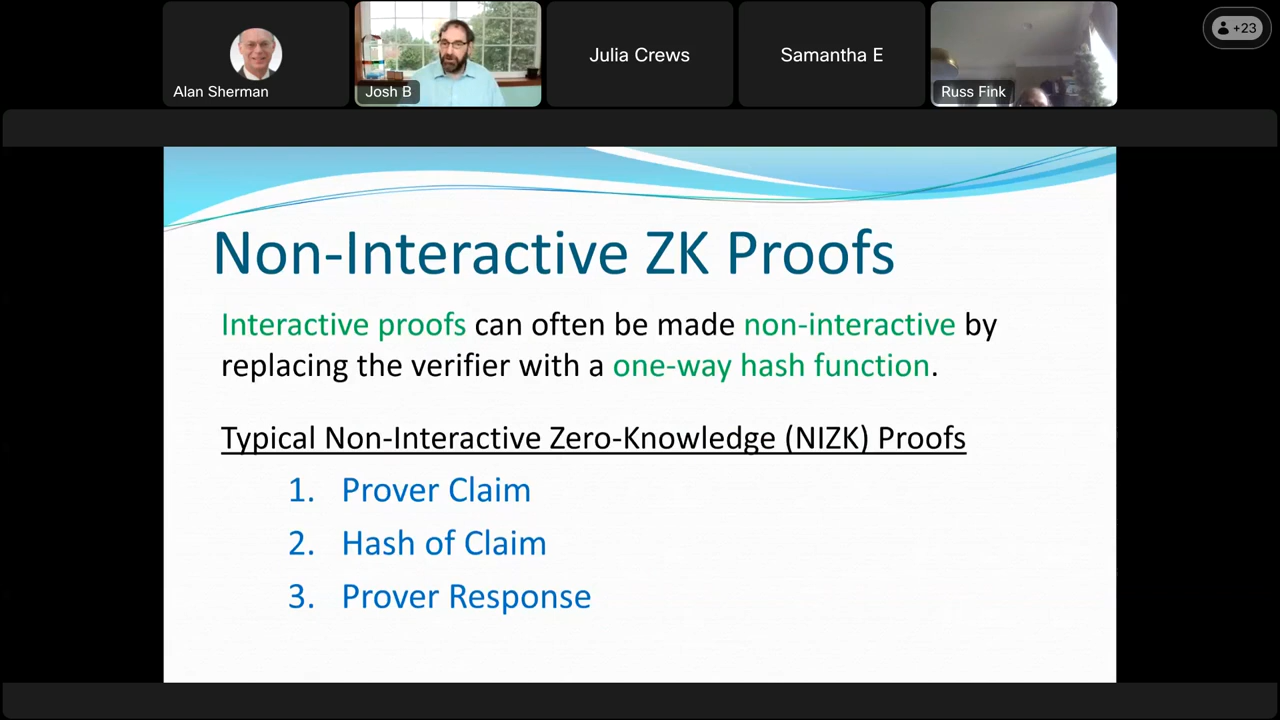 +23
Julia Crews
Samantha E
Alan Sherman
Josh B
Russ Fink
Non-Interactive ZK Proofs
Interactive proofs can often be made non-interactive by
replacing the verifier with a one-way hash function.
Typical Non-Interactive Zero-Knowledge (NIZK) Proofs
1. Prover Claim
2. Hash of Claim
3. Prover Response